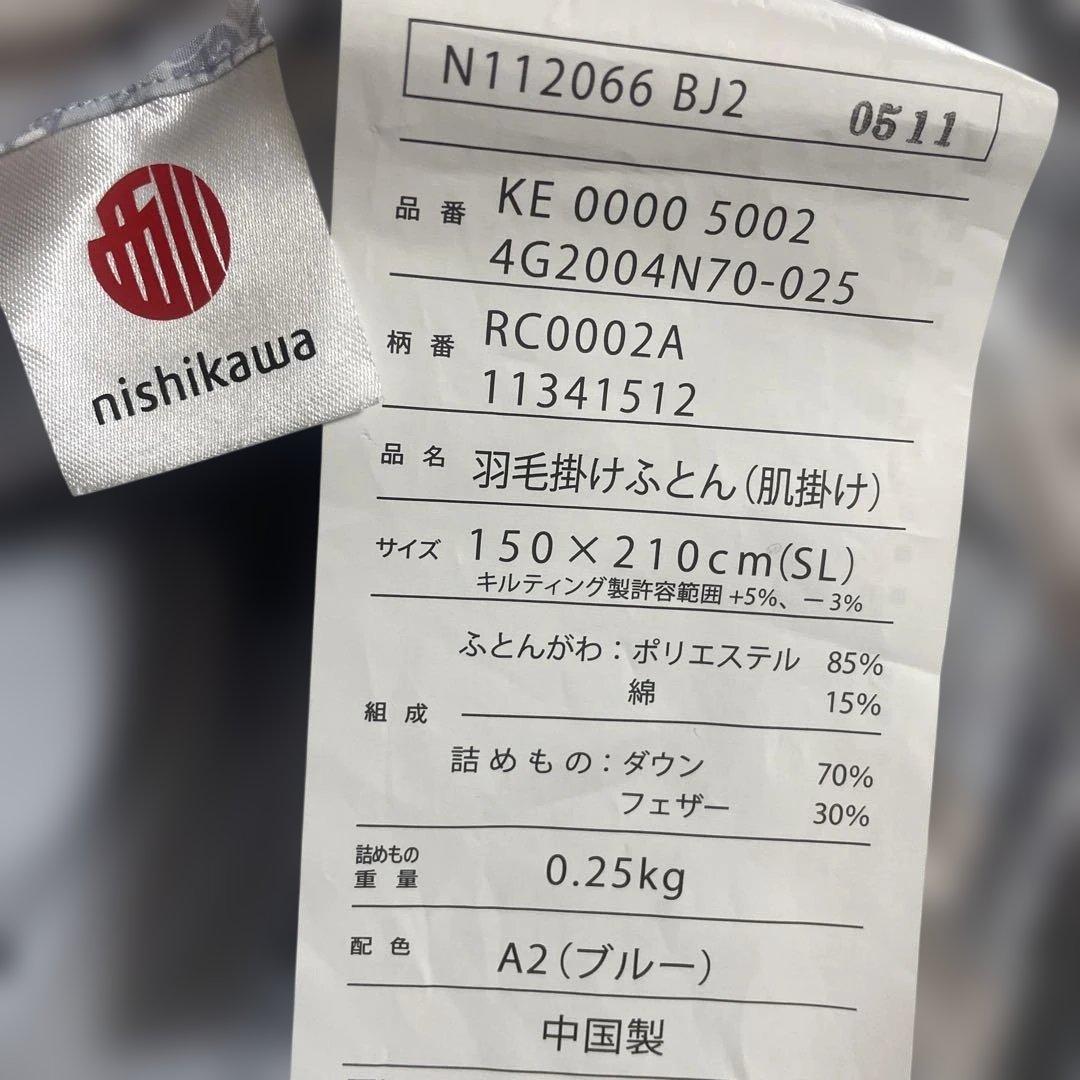 nishikawa
N112066 BJ2 0511
品番 KE 0000 5002
4G2004N70-025
柄番 RC0002A
11341512
品名 羽毛掛けふとん(肌掛け)
サイズ 150×210cm(SL)
キルティング製許容範囲 +5%、-3%
組成 ふとんがわ:ポリエステル 85%
綿 15%
詰めもの:ダウン 70%
フェザー 30%
詰めもの
重量 0.25kg
配色 A2(ブルー)
中国製